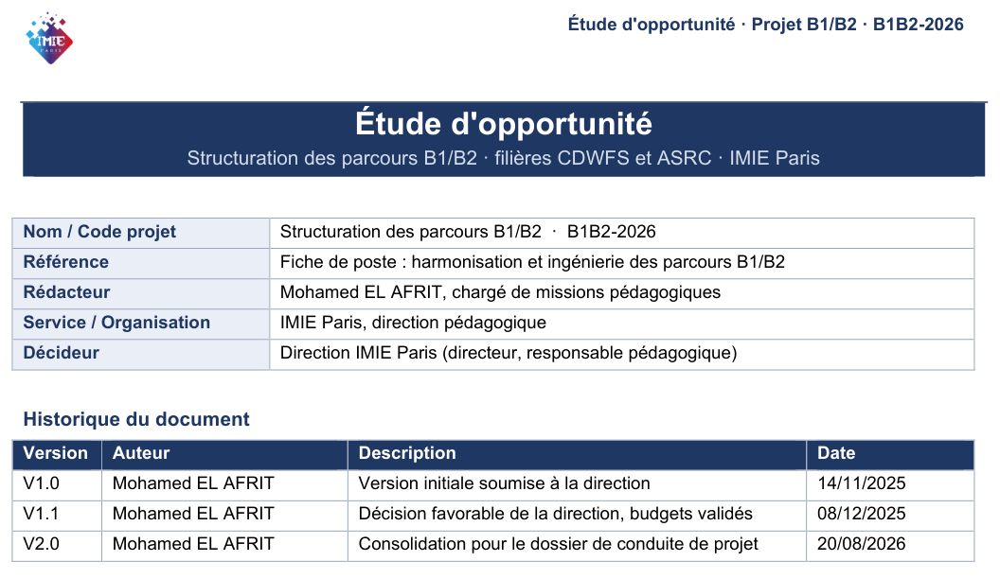 IMIE
PARIS
Étude d'opportunité · Projet B1/B2 · B1B2-2026
Étude d'opportunité
Structuration des parcours B1/B2 · filières CDWFS et ASRC · IMIE Paris
Nom / Code projet Structuration des parcours B1/B2 · B1B2-2026
Référence Fiche de poste : harmonisation et ingénierie des parcours B1/B2
Rédacteur Mohamed EL AFRIT, chargé de missions pédagogiques
Service / Organisation IMIE Paris, direction pédagogique
Décideur Direction IMIE Paris (directeur, responsable pédagogique)
Historique du document
Version Auteur Description Date
V1.0 Mohamed EL AFRIT Version initiale soumise à la direction 14/11/2025
V1.1 Mohamed EL AFRIT Décision favorable de la direction, budgets validés 08/12/2025
V2.0 Mohamed EL AFRIT Consolidation pour le dossier de conduite de projet 20/08/2026